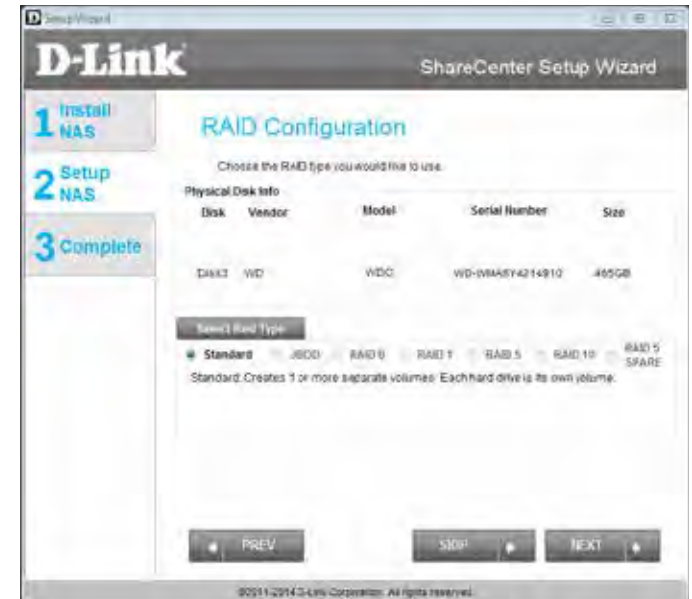 Setup Wizard
D-Link
ShareCenter Setup Wizard
1 Install NAS
2 Setup NAS
3 Complete
RAID Configuration
Choose the RAID type you would like to use.
Physical Disk Info
Disk Vendor Model Serial Number Size
WD WDC 465GB
Select Raid Type
Standard JBOD RAID 0 RAID 1 RAID 5 RAID 10 RAID 5 SPARE
Standard: Creates 1 or more separate volumes. Each hard drive is its own volume.
PREV SKIP NEXT
©2011-2014 D-Link Corporation. All rights reserved.